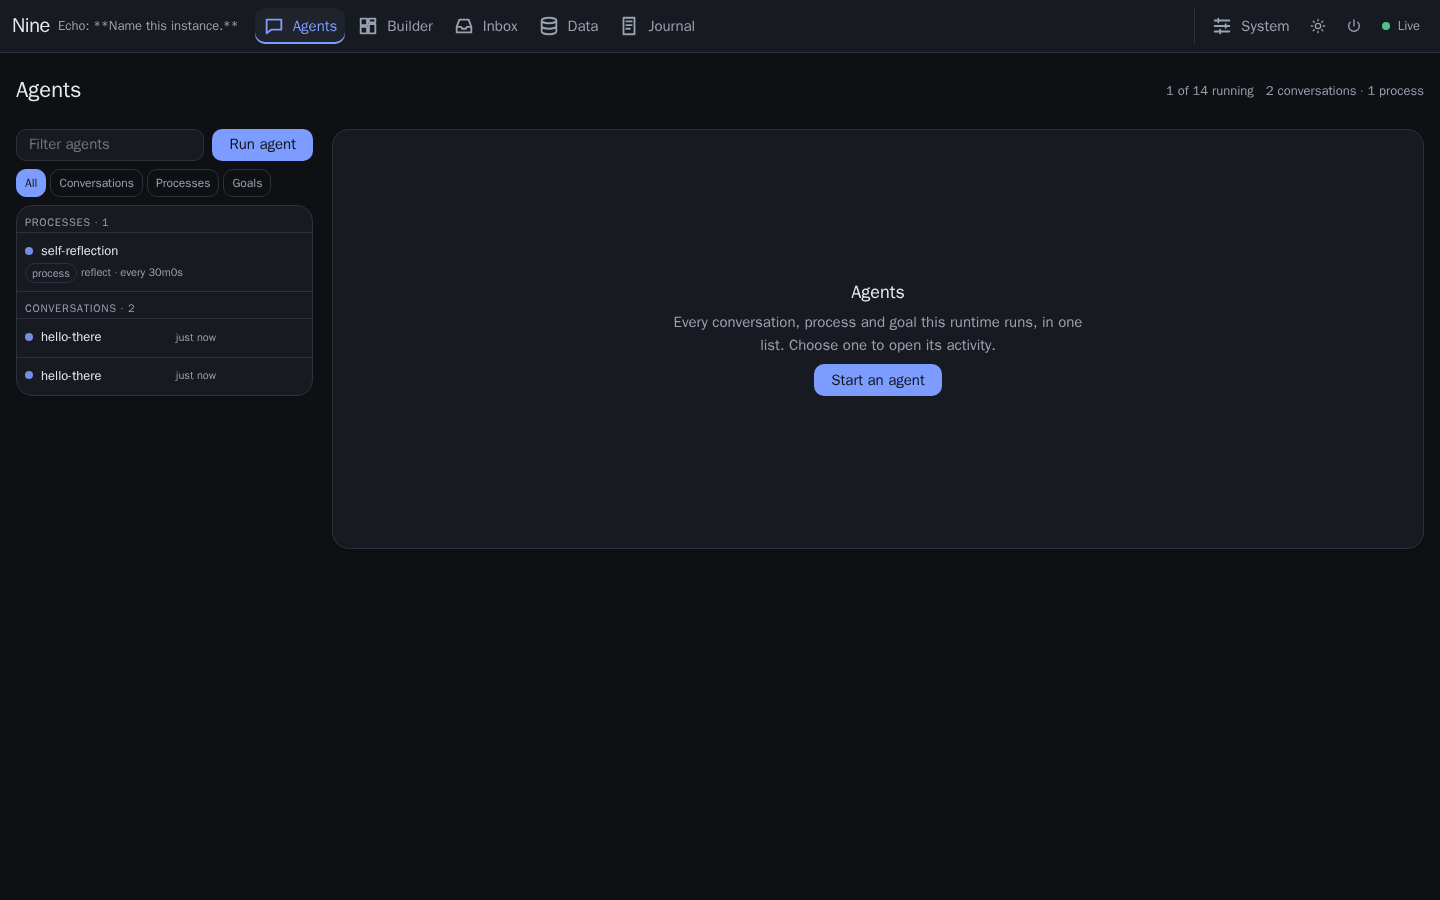 Nine Echo: **Name this instance.** Agents Builder Inbox Data Journal System Live
Agents
1 of 14 running 2 conversations · 1 process
Filter agents Run agent
All Conversations Processes Goals
PROCESSES · 1
self-reflection
process reflect · every 30m0s
CONVERSATIONS · 2
hello-there just now
hello-there just now
Agents
Every conversation, process and goal this runtime runs, in one
list. Choose one to open its activity.
Start an agent